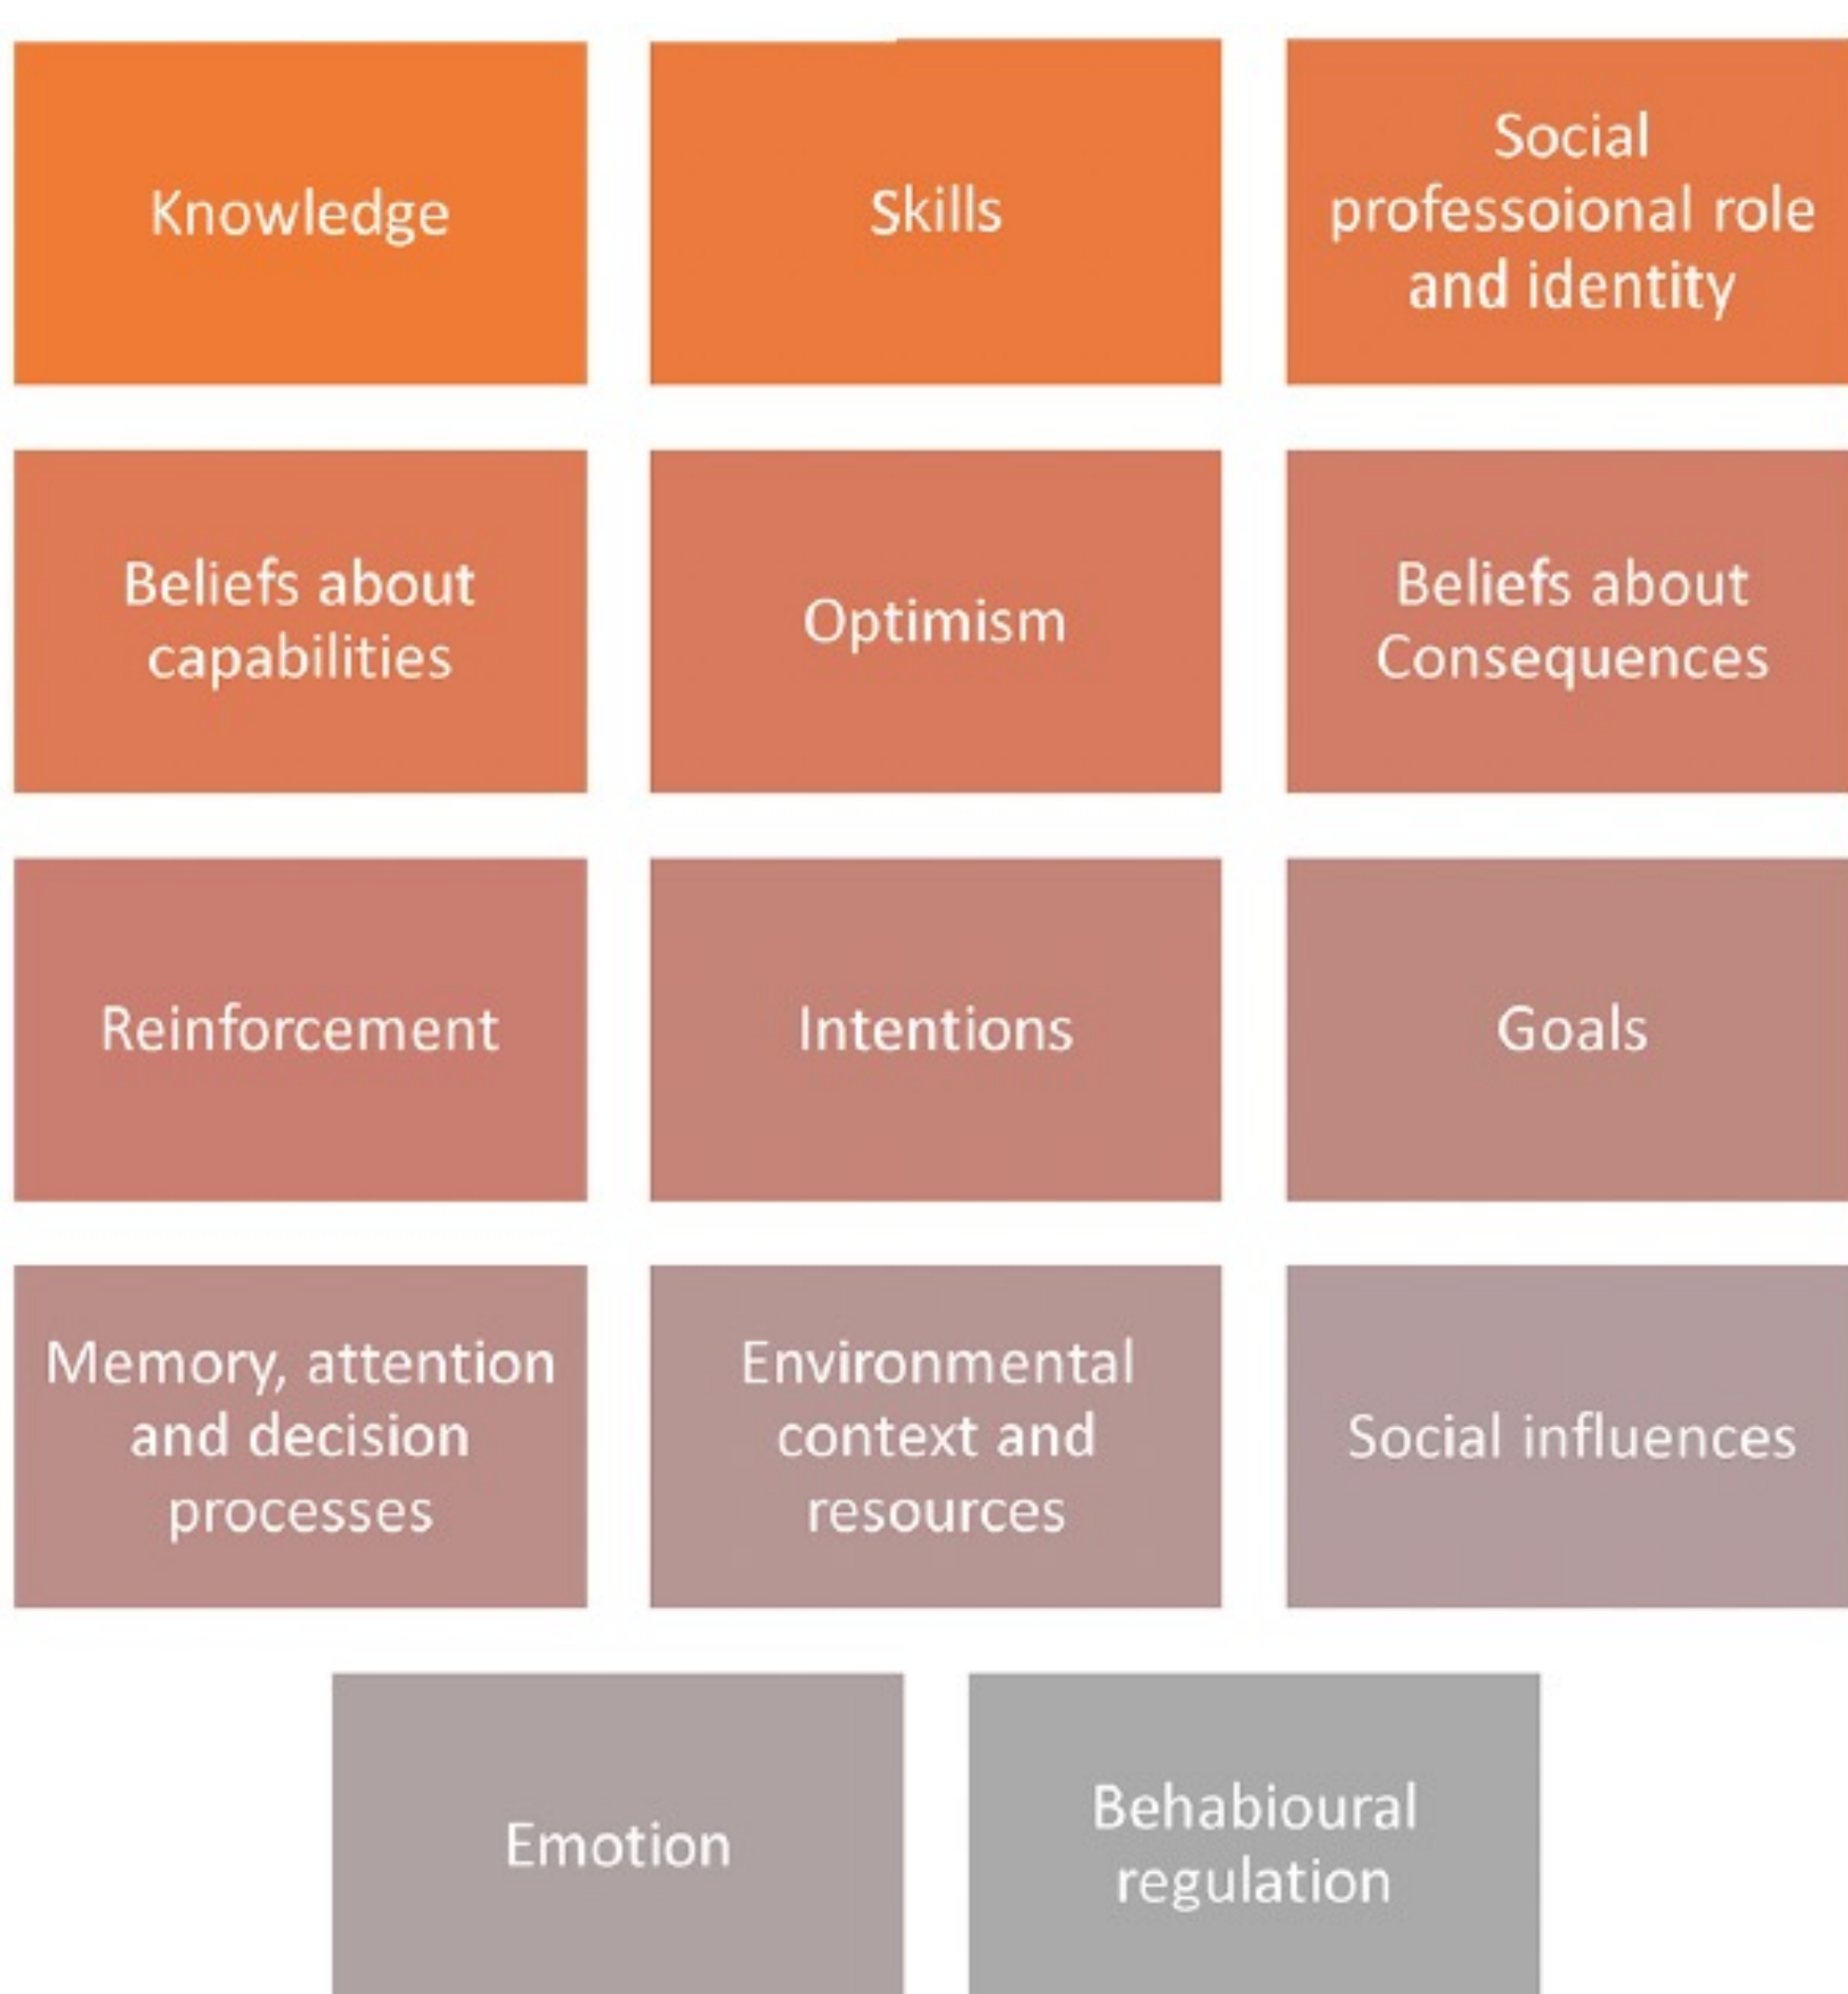 Knowledge
Skills
Social
professoional role
and identity
Beliefs about
capabilities
Optimism
Beliefs about
Consequences
Reinforcement
Intentions
Goals
Memory, attention
and decision
processes
Environmental
context and
resources
Social influences
Emotion
Behabioural
regulation